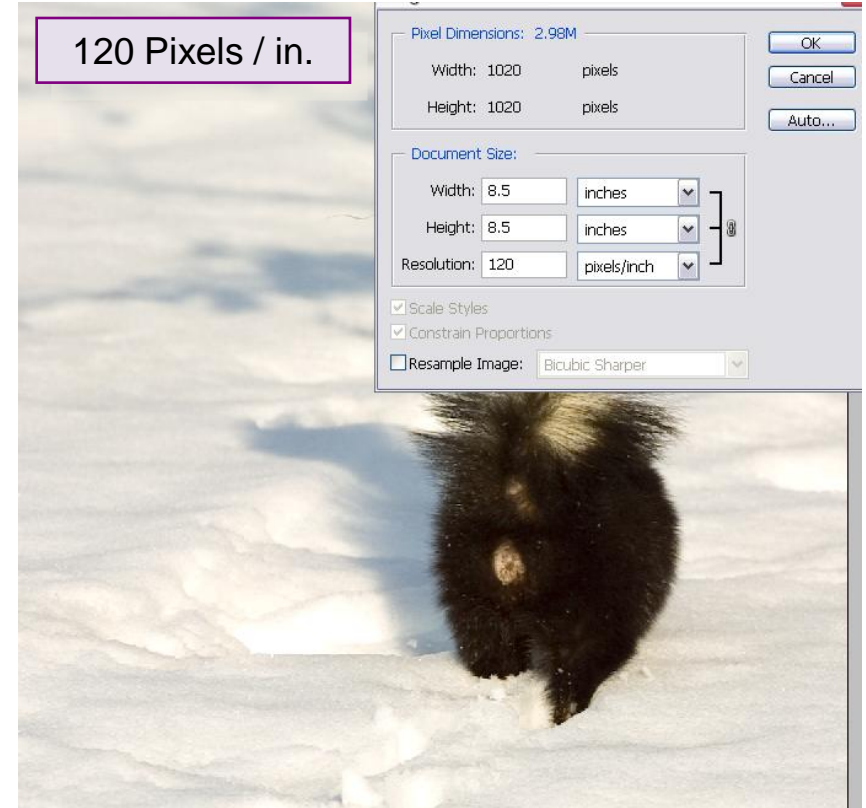 120 Pixels / in.
Pixel Dimensions: 2.98M
Width: 1020 pixels
Height: 1020 pixels
OK
Cancel
Auto...
Document Size:
Width: 8.5 inches
Height: 8.5 inches
Resolution: 120 pixels/inch
Scale Styles
Constrain Proportions
Resample Image: Bicubic Sharper